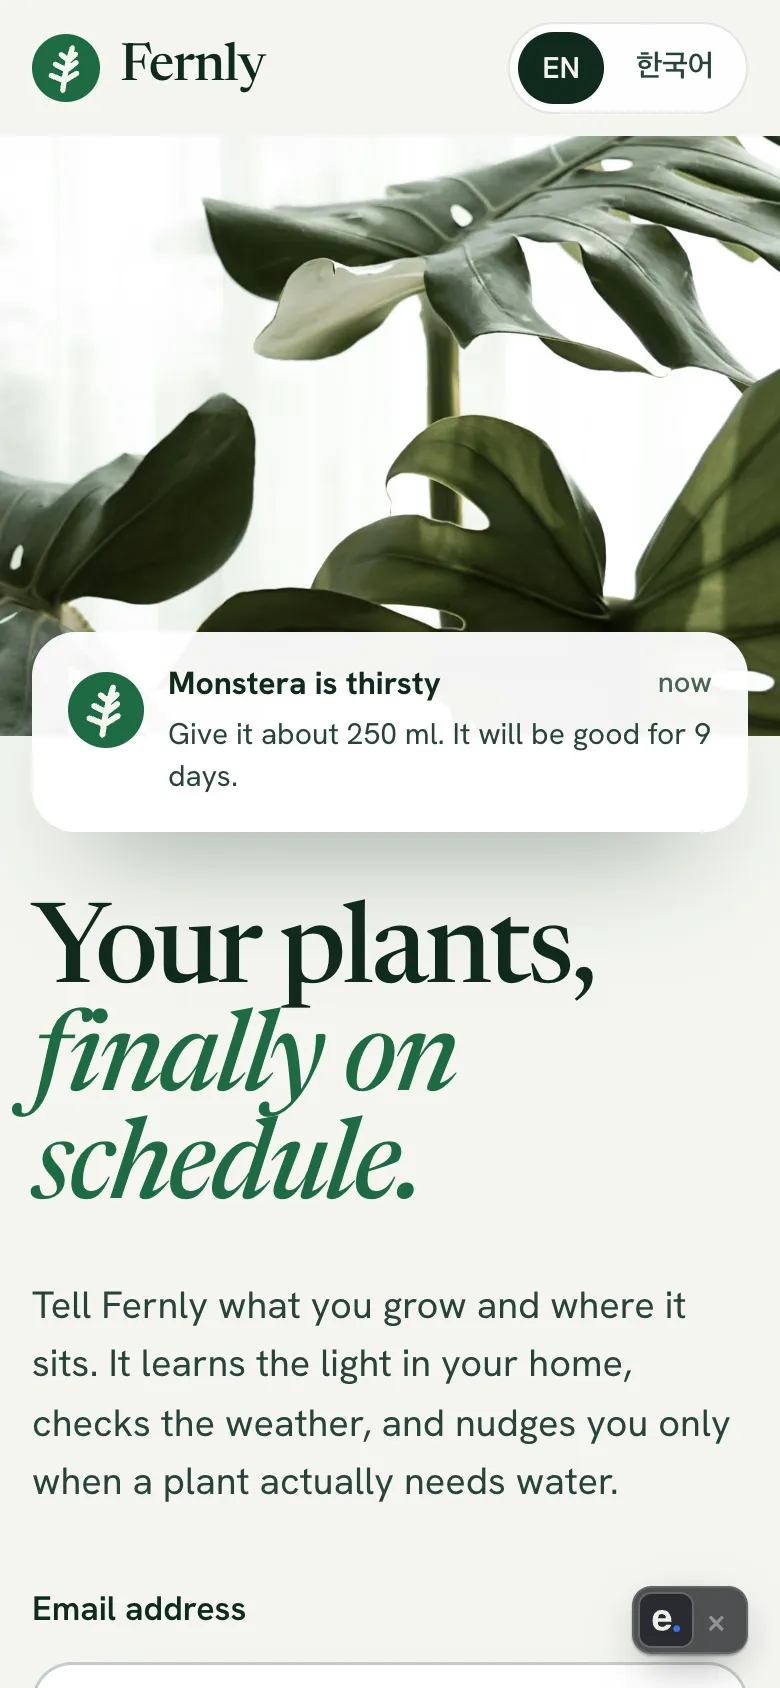 Fernly
EN
한국어
Monstera is thirsty
now
Give it about 250 ml. It will be good for 9
days.
Your plants,
finally on
schedule.
Tell Fernly what you grow and where it
sits. It learns the light in your home,
checks the weather, and nudges you only
when a plant actually needs water.
Email address
e.
×